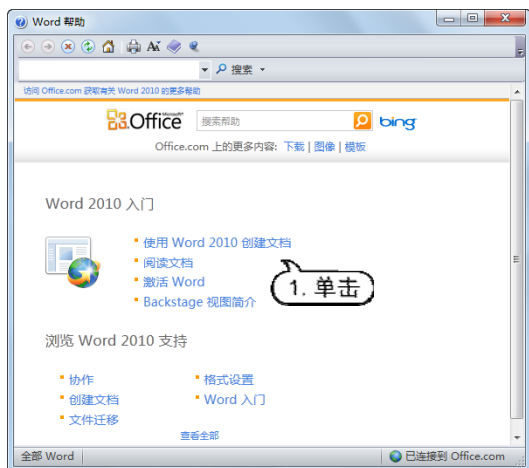 Word 帮助
搜索
访问 Office.com 获取有关 Word 2010 的更多帮助
Office 搜索帮助 bing
Office.com 上的更多内容: 下载 | 图像 | 模板
Word 2010 入门
使用 Word 2010 创建文档
阅读文档
激活 Word
Backstage 视图简介
1. 单击
浏览 Word 2010 支持
协作 格式设置
创建文档 Word 入门
文件迁移
查看全部
全部 Word 已连接到 Office.com